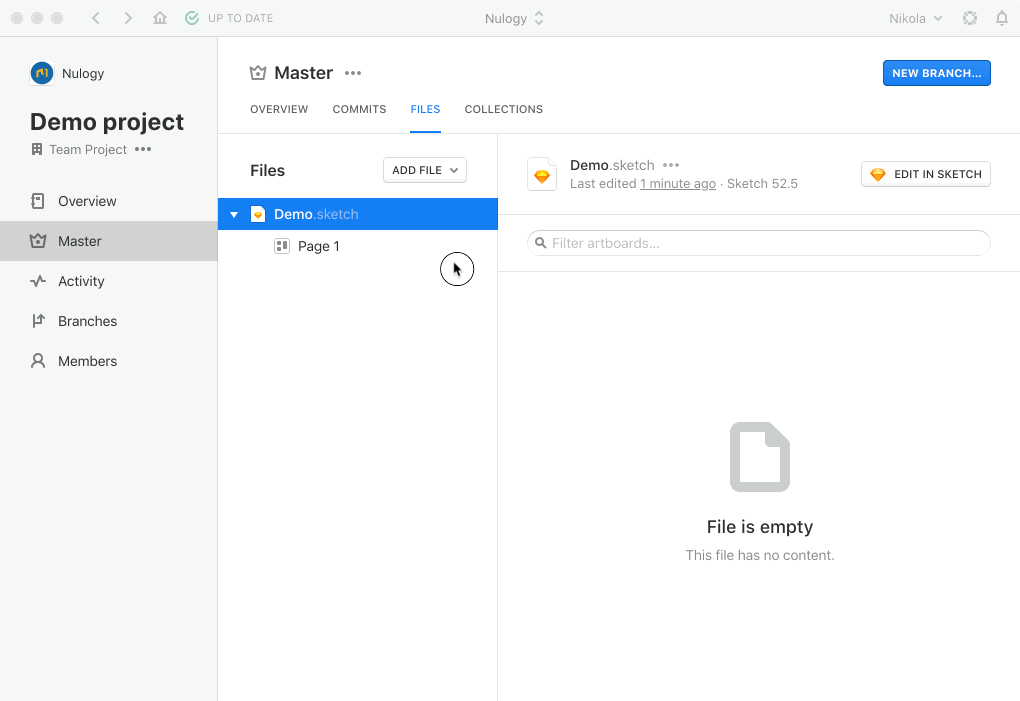 UP TO DATE
Nulogy
Nikola
Nulogy
Demo project
Team Project
Overview
Master
Activity
Branches
Members
Master
NEW BRANCH...
OVERVIEW COMMITS FILES COLLECTIONS
Files
ADD FILE
Demo.sketch
Page 1
Demo.sketch
Last edited 1 minute ago · Sketch 52.5
EDIT IN SKETCH
Filter artboards...
File is empty
This file has no content.